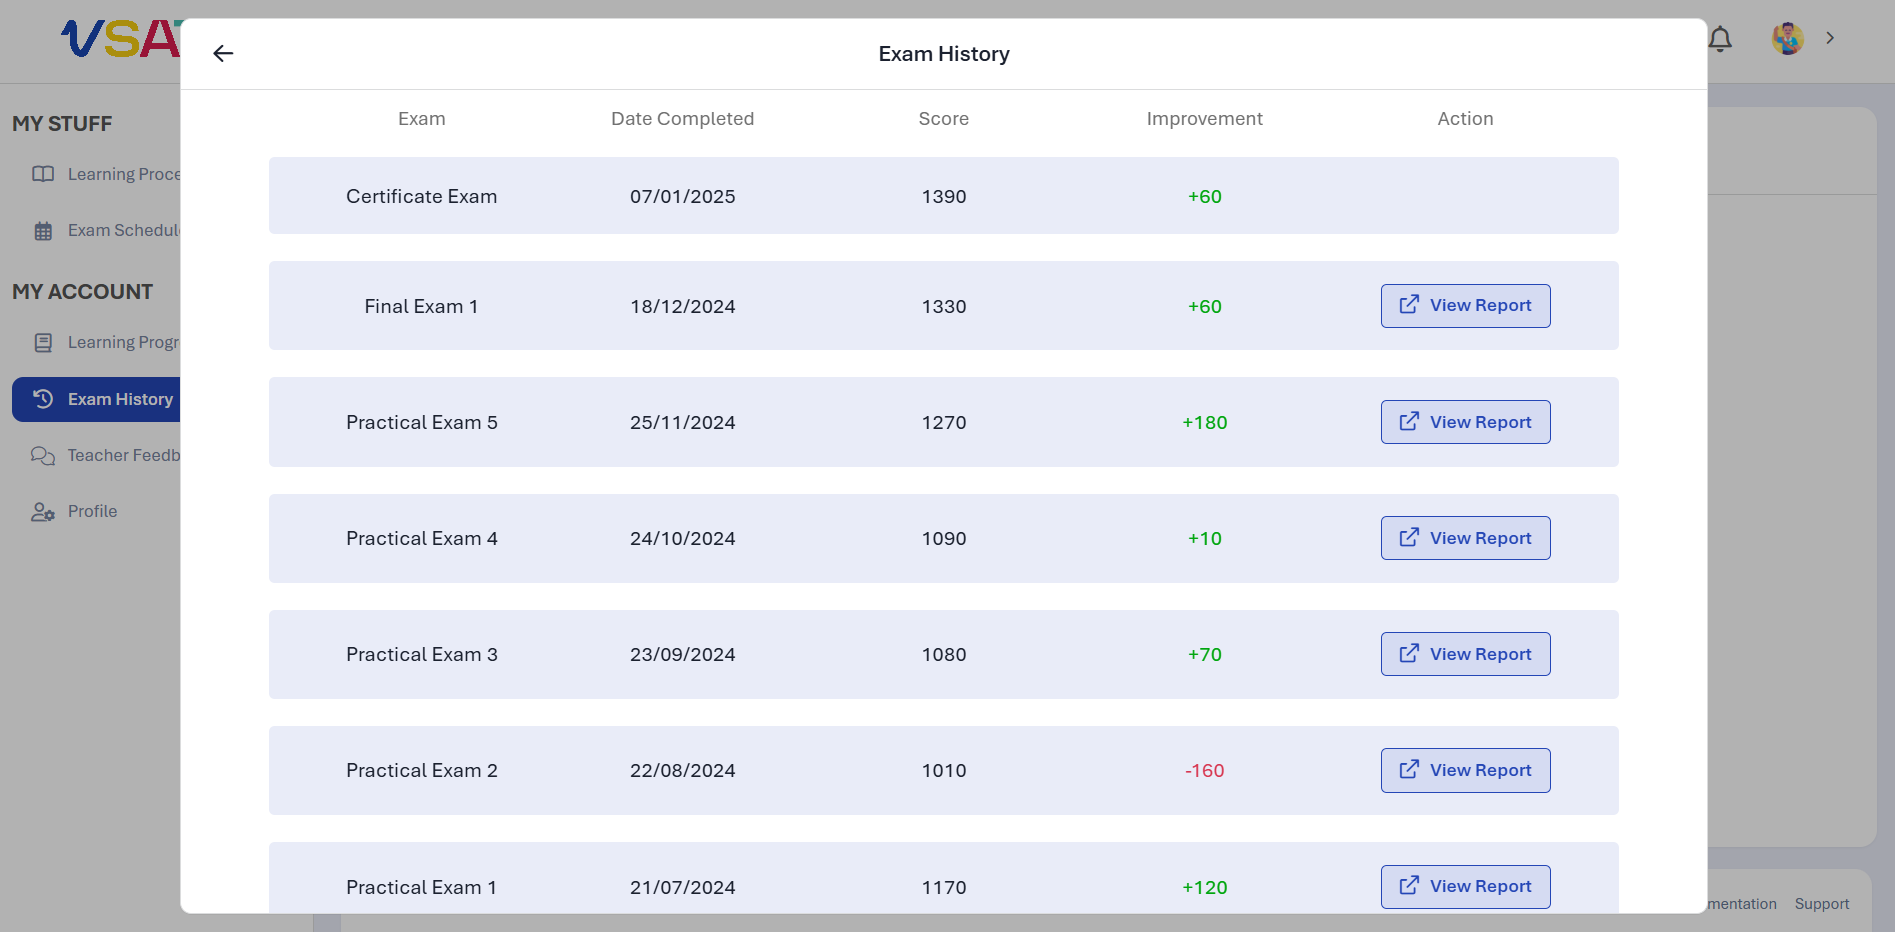 VSA
Exam History
MY STUFF
Learning Proce
Exam Schedul
MY ACCOUNT
Learning Progr
Exam History
Teacher Feedb
Profile
Exam Date Completed Score Improvement Action
Certificate Exam 07/01/2025 1390 +60
Final Exam 1 18/12/2024 1330 +60 View Report
Practical Exam 5 25/11/2024 1270 +180 View Report
Practical Exam 4 24/10/2024 1090 +10 View Report
Practical Exam 3 23/09/2024 1080 +70 View Report
Practical Exam 2 22/08/2024 1010 -160 View Report
Practical Exam 1 21/07/2024 1170 +120 View Report
mentation Support